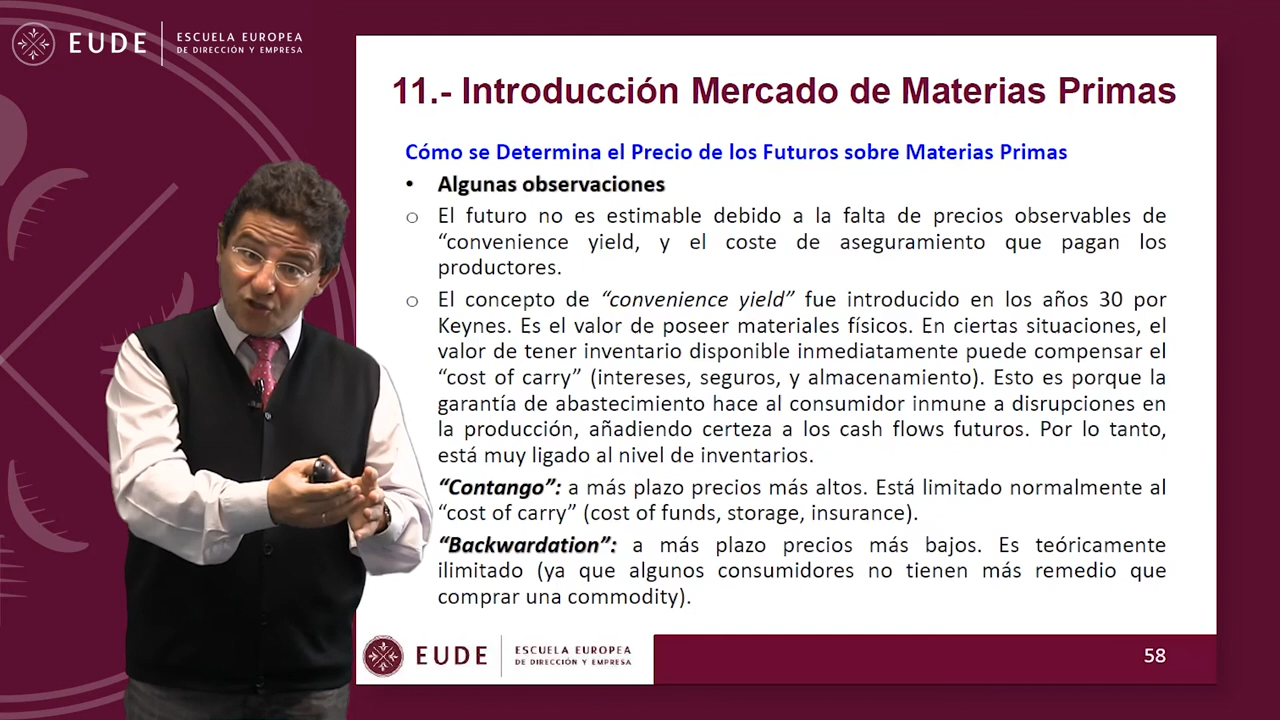 EUDE
ESCUELA EUROPEA
DE DIRECCIÓN Y EMPRESA
11.- Introducción Mercado de Materias Primas
Cómo se Determina el Precio de los Futuros sobre Materias Primas
• Algunas observaciones
o El futuro no es estimable debido a la falta de precios observables de
“convenience yield, y el coste de aseguramiento que pagan los
productores.
o El concepto de “convenience yield” fue introducido en los años 30 por
Keynes. Es el valor de poseer materiales físicos. En ciertas situaciones, el
valor de tener inventario disponible inmediatamente puede compensar el
“cost of carry” (intereses, seguros, y almacenamiento). Esto es porque la
garantía de abastecimiento hace al consumidor inmune a disrupciones en
la producción, añadiendo certeza a los cash flows futuros. Por lo tanto,
está muy ligado al nivel de inventarios.
“Contango”: a más plazo precios más altos. Está limitado normalmente al
“cost of carry” (cost of funds, storage, insurance).
“Backwardation”: a más plazo precios más bajos. Es teóricamente
ilimitado (ya que algunos consumidores no tienen más remedio que
comprar una commodity).
EUDE
ESCUELA EUROPEA
DE DIRECCIÓN Y EMPRESA
58